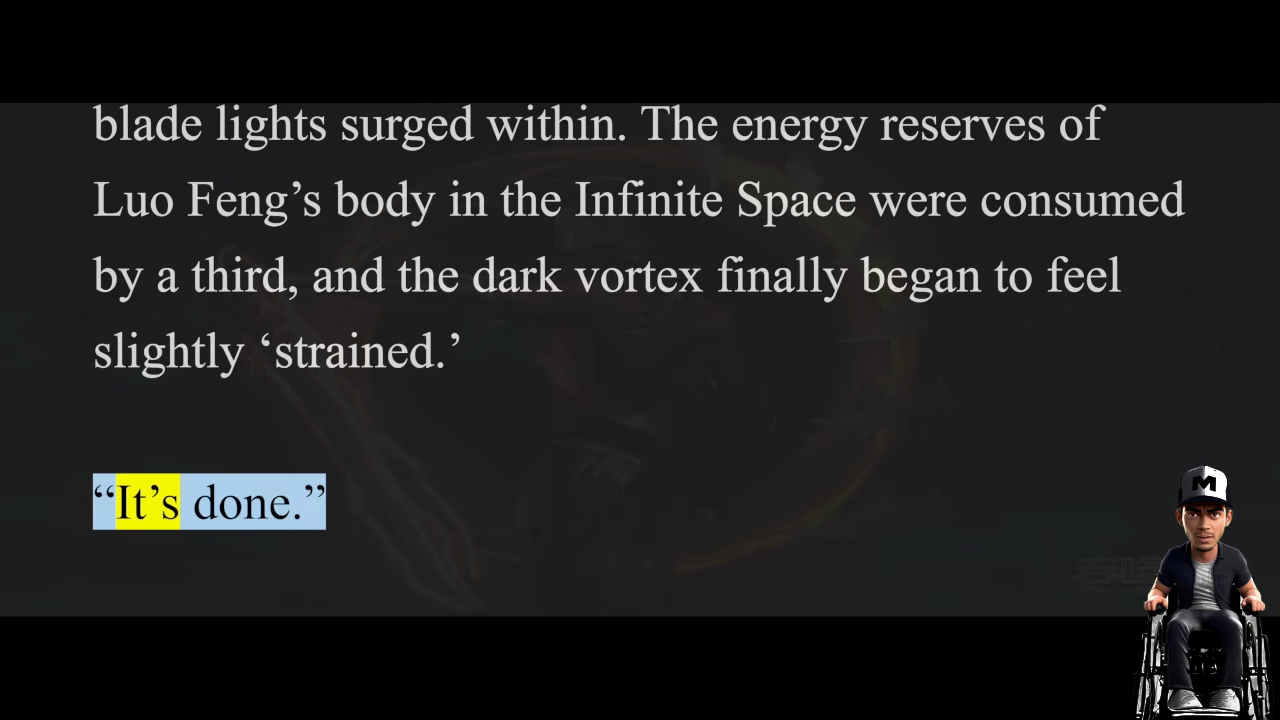 blade lights surged within. The energy reserves of
Luo Feng’s body in the Infinite Space were consumed
by a third, and the dark vortex finally began to feel
slightly ‘strained.’
“It’s done.”
M